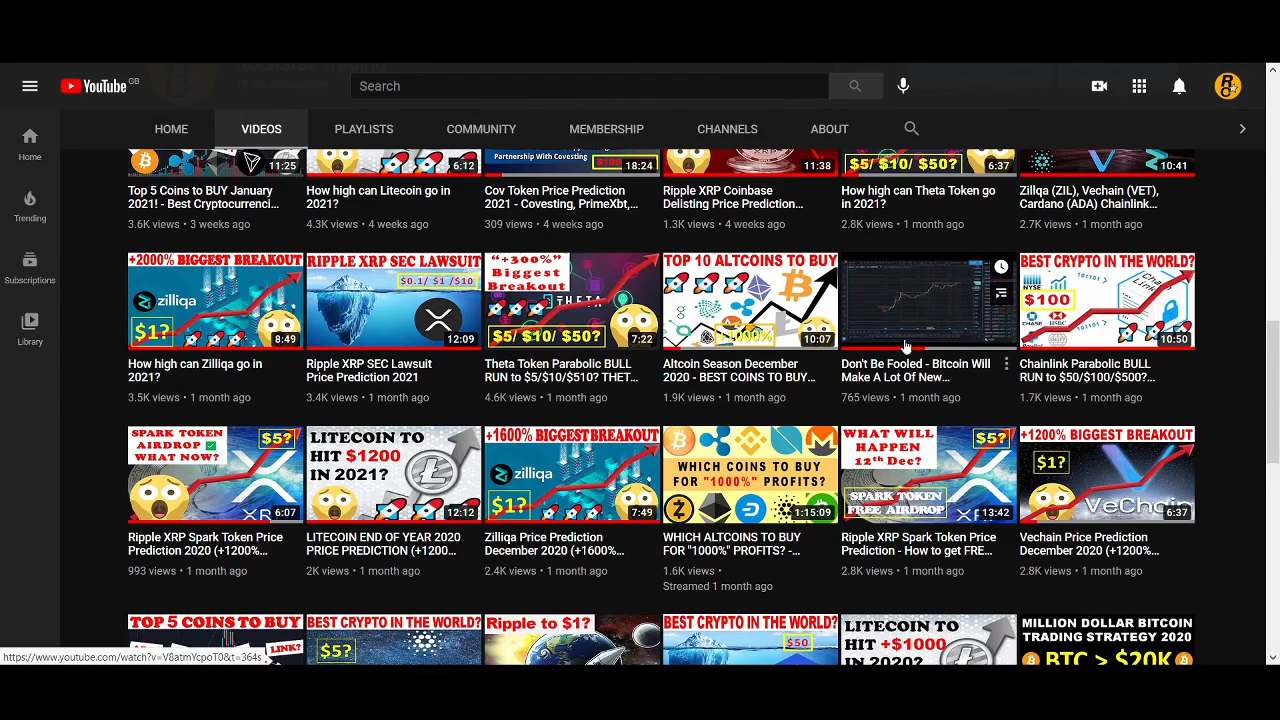 YouTube GB
Search
HOME
VIDEOS
PLAYLISTS
COMMUNITY
MEMBERSHIP
CHANNELS
ABOUT
Home
Trending
Subscriptions
Library
11:25
6:12
Partnership With Covesting
18:24
11:38
$5/ $10/ $50?
6:37
10:41
Top 5 Coins to BUY January
2021! - Best Cryptocurrenci...
3.6K views • 3 weeks ago
How high can Litecoin go in
2021?
4.3K views • 4 weeks ago
Cov Token Price Prediction
2021 - Covesting, PrimeXbt,...
309 views • 4 weeks ago
Ripple XRP Coinbase
Delisting Price Prediction...
1.3K views • 4 weeks ago
How high can Theta Token go
in 2021?
2.8K views • 1 month ago
Zillqa (ZIL), Vechain (VET),
Cardano (ADA) Chainlink...
2.7K views • 1 month ago
+2000% BIGGEST BREAKOUT
zilliqa
$1?
8:49
RIPPLE XRP SEC LAWSUIT
$0.1/ $1 /$10
12:09
"+300%"
Biggest
Breakout
THETA
$5/ $10/ $50?
7:22
TOP 10 ALTCOINS TO BUY
+1000%
10:07
BEST CRYPTO IN THE WORLD?
NYSE
$100
CHASE
HSBC
10:50
How high can Zilliqa go in
2021?
3.5K views • 1 month ago
Ripple XRP SEC Lawsuit
Price Prediction 2021
3.4K views • 1 month ago
Theta Token Parabolic BULL
RUN to $5/$10/$510? THET...
4.6K views • 1 month ago
Altcoin Season December
2020 - BEST COINS TO BUY...
1.9K views • 1 month ago
Don't Be Fooled - Bitcoin Will
Make A Lot Of New...
765 views • 1 month ago
Chainlink Parabolic BULL
RUN to $50/$100/$500?...
1.7K views • 1 month ago
SPARK TOKEN
AIRDROP
WHAT NOW?
$5?
6:07
LITECOIN TO
HIT $1200
IN 2021?
12:12
+1600% BIGGEST BREAKOUT
zilliqa
$1?
7:49
WHICH COINS TO BUY
FOR "1000%" PROFITS?
1:15:09
WHAT WILL
HAPPEN
12th Dec?
$5?
SPARK TOKEN
FREE AIRDROP
13:42
+1200% BIGGEST BREAKOUT
$1?
VeChain
6:37
Ripple XRP Spark Token Price
Prediction 2020 (+1200%...
993 views • 1 month ago
LITECOIN END OF YEAR 2020
PRICE PREDICTION (+1200...
2K views • 1 month ago
Zilliqa Price Prediction
December 2020 (+1600%...
2.4K views • 1 month ago
WHICH ALTCOINS TO BUY
FOR "1000%" PROFITS? -...
1.6K views •
Streamed 1 month ago
Ripple XRP Spark Token Price
Prediction - How to get FRE...
2.8K views • 1 month ago
Vechain Price Prediction
December 2020 (+1200%...
2.8K views • 1 month ago
TOP 5 COINS TO BUY
LINK?
BEST CRYPTO IN THE WORLD?
$5?
Ripple to $1?
BEST CRYPTO IN THE WORLD?
$50
LITECOIN TO
HIT +$1000
MILLION DOLLAR BITCOIN
TRADING STRATEGY 2020
BTC > $20K
https://www.youtube.com/watch?v=V8atmYcpoT0&t=364s